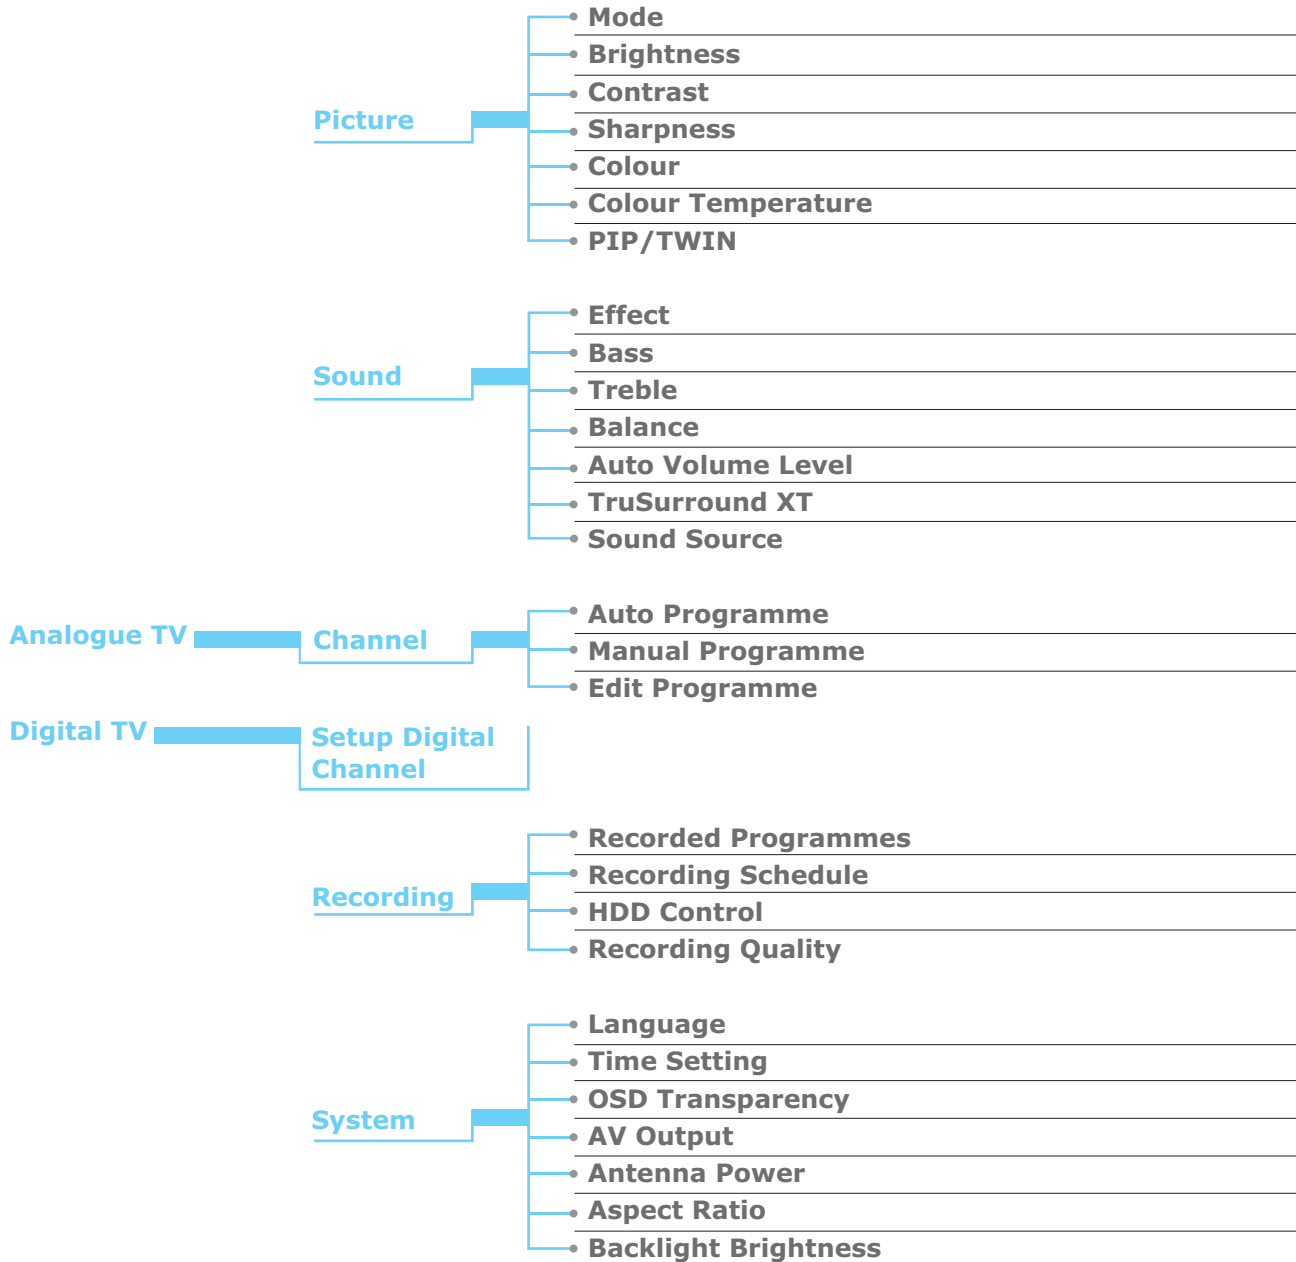 Picture
Mode
Brightness
Contrast
Sharpness
Colour
Colour Temperature
PIP/TWIN
Sound
Effect
Bass
Treble
Balance
Auto Volume Level
TruSurround XT
Sound Source
Analogue TV
Channel
Auto Programme
Manual Programme
Edit Programme
Digital TV
Setup Digital
Channel
Recording
Recorded Programmes
Recording Schedule
HDD Control
Recording Quality
System
Language
Time Setting
OSD Transparency
AV Output
Antenna Power
Aspect Ratio
Backlight Brightness